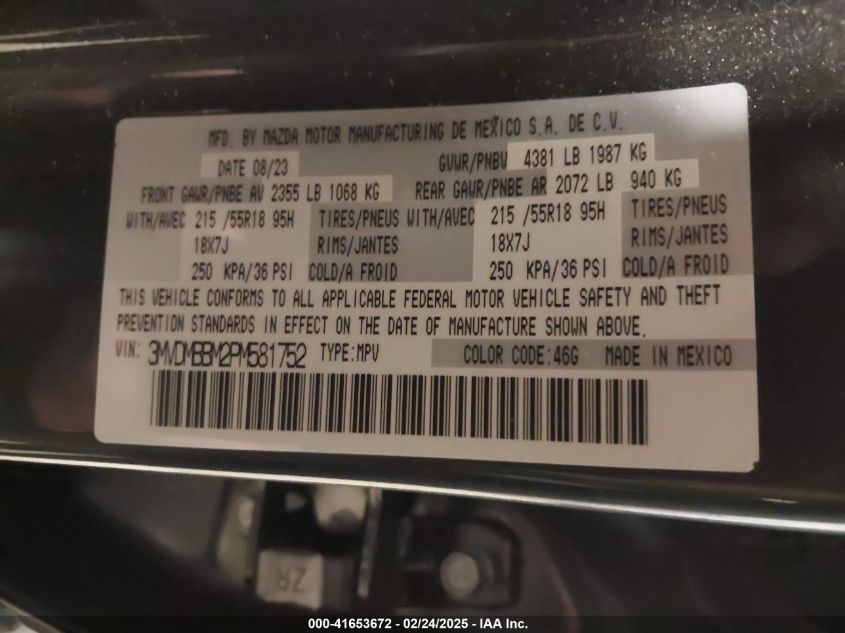 MFD. BY MAZDA MOTOR MANUFACTURING DE MEXICO S.A. DE C.V.
DATE 08/23 GVWR/PNBV 4381 LB 1987 KG
FRONT GAWR/PNBE AV 2355 LB 1068 KG REAR GAWR/PNBE AR 2072 LB 940 KG
WITH/AVEC 215 /55R18 95H TIRES/PNEUS WITH/AVEC 215 /55R18 95H TIRES/PNEUS
18X7J RIMS/JANTES 18X7J RIMS/JANTES
250 KPA/36 PSI COLD/A FROID 250 KPA/36 PSI COLD/A FROID
THIS VEHICLE CONFORMS TO ALL APPLICABLE FEDERAL MOTOR VEHICLE SAFETY AND THEFT
PREVENTION STANDARDS IN EFFECT ON THE DATE OF MANUFACTURE SHOWN ABOVE.
VIN: 3MVDMBBM2PM581752 TYPE:MPV COLOR CODE:46G MADE IN MEXICO
ZR
000-41653672 - 02/24/2025 - IAA Inc.